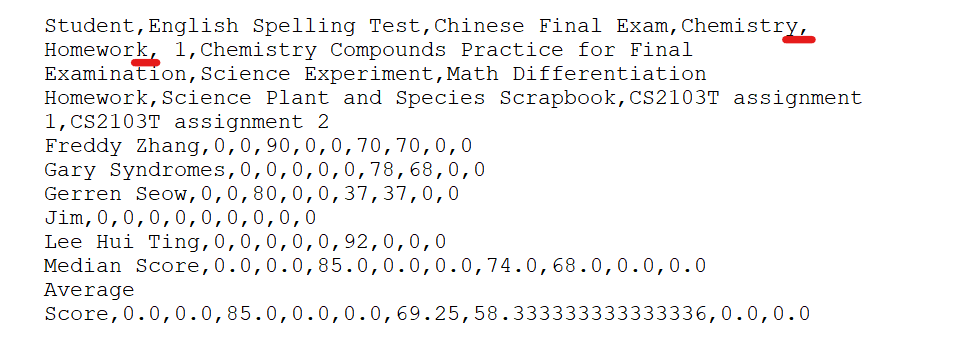 Student,English Spelling Test,Chinese Final Exam,Chemistry,
Homework, 1,Chemistry Compounds Practice for Final
Examination,Science Experiment,Math Differentiation
Homework,Science Plant and Species Scrapbook,CS2103T assignment
1,CS2103T assignment 2
Freddy Zhang,0,0,90,0,0,70,70,0,0
Gary Syndromes,0,0,0,0,0,78,68,0,0
Gerren Seow,0,0,80,0,0,37,37,0,0
Jim,0,0,0,0,0,0,0,0,0
Lee Hui Ting,0,0,0,0,0,92,0,0,0
Median Score,0.0,0.0,85.0,0.0,0.0,74.0,68.0,0.0,0.0
Average
Score,0.0,0.0,85.0,0.0,0.0,69.25,58.333333333333336,0.0,0.0